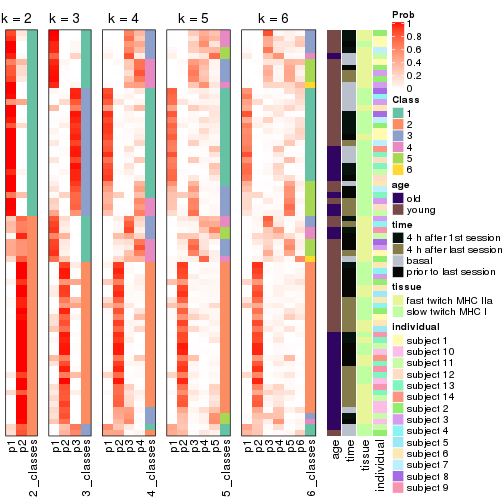 k = 2
k = 3
k = 4
k = 5
k = 6
p1
p2
2_classes
p1
p2
p3
3_classes
p1
p2
p3
p4
4_classes
p1
p2
p3
p4
p5
5_classes
p1
p2
p3
p4
p5
p6
6_classes
age
time
tissue
individual
Prob
1
0.8
0.6
0.4
0.2
0
Class
1
2
3
4
5
6
age
old
young
time
4 h after 1st session
4 h after last session
basal
prior to last session
tissue
fast twitch MHC IIa
slow twitch MHC I
individual
subject 1
subject 10
subject 11
subject 12
subject 13
subject 14
subject 2
subject 3
subject 4
subject 5
subject 6
subject 7
subject 8
subject 9